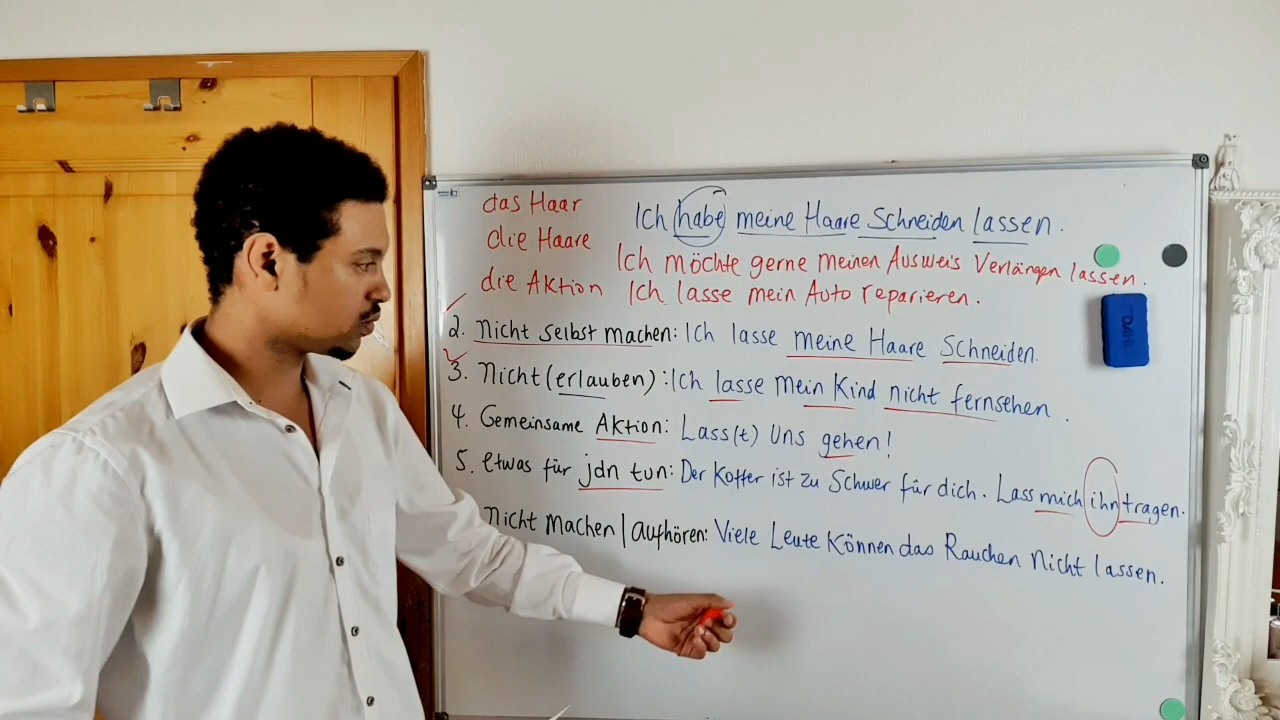 das Haar
die Haare
die Aktion
Ich habe meine Haare Schneiden lassen.
Ich möchte gerne meinen Ausweis Verlängen lassen.
Ich lasse mein Auto reparieren.
2. Nicht selbst machen: Ich lasse meine Haare Schneiden.
3. Nicht (erlauben): Ich lasse mein Kind nicht fernsehen.
4. Gemeinsame Aktion: Lass(t) Uns gehen!
5. etwas für jdn tun: Der Koffer ist zu Schwer für dich. Lass mich ihn tragen.
Nicht machen | aufhören: Viele Leute Können das Rauchen Nicht lassen.
DAHLE